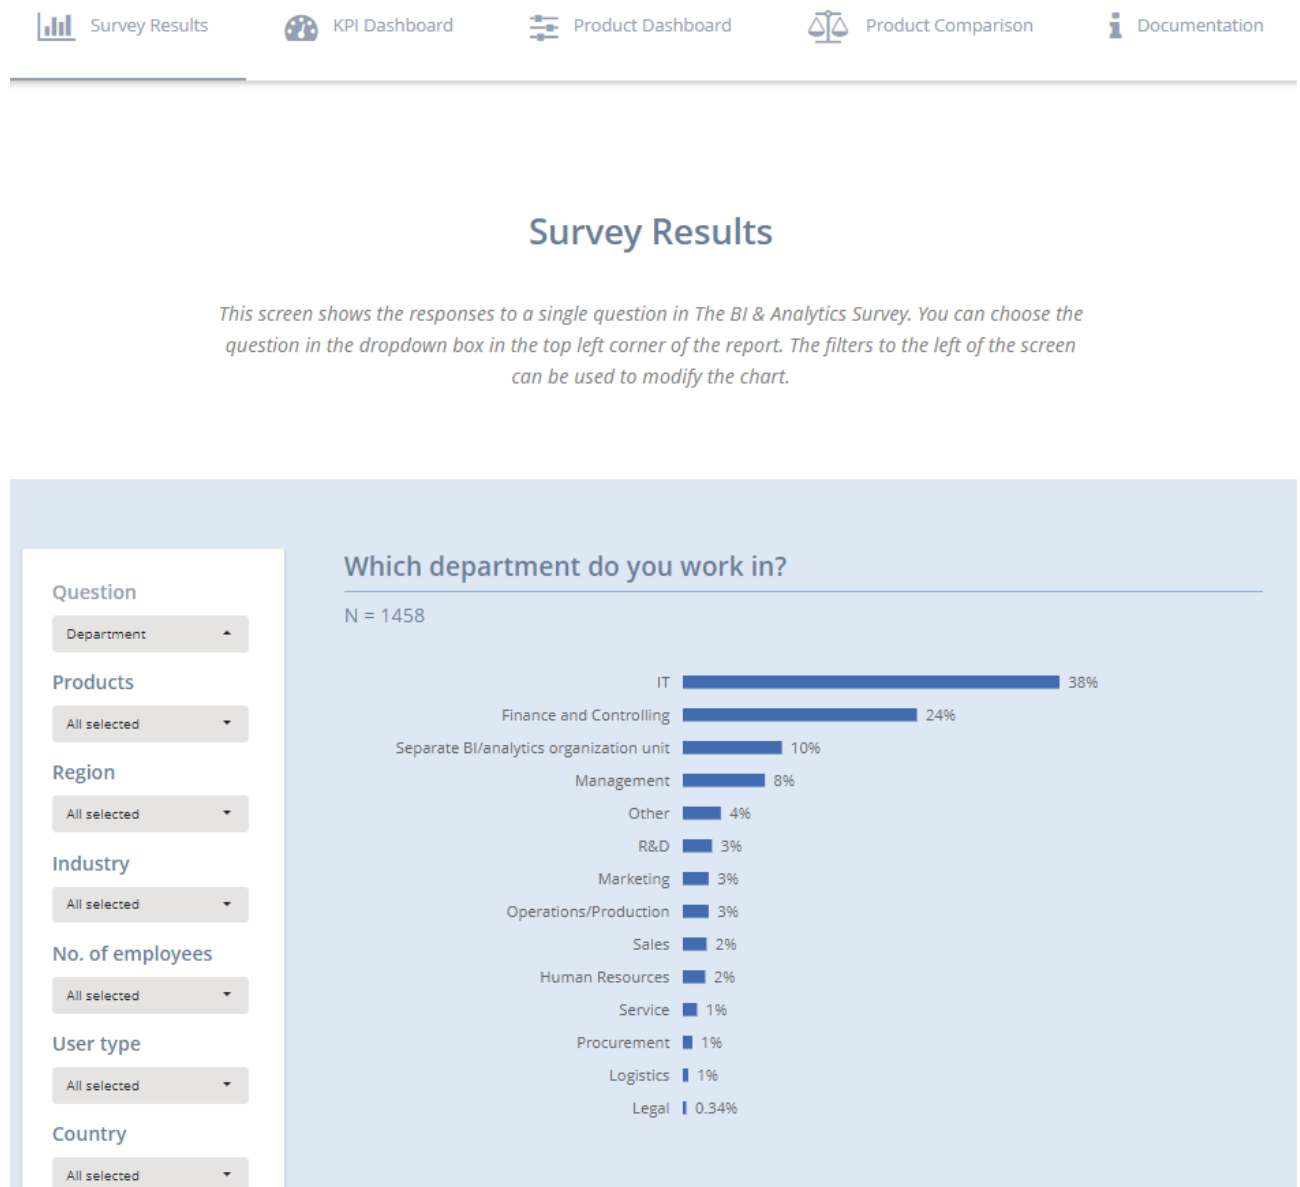 Survey Results
KPI Dashboard
Product Dashboard
Product Comparison
Documentation
Survey Results
This screen shows the responses to a single question in The BI & Analytics Survey. You can choose the
question in the dropdown box in the top left corner of the report. The filters to the left of the screen
can be used to modify the chart.
Question
Department
Products
All selected
Region
All selected
Industry
All selected
No. of employees
All selected
User type
All selected
Country
All selected
Which department do you work in?
N = 1458
IT 38%
Finance and Controlling 24%
Separate BI/analytics organization unit 10%
Management 8%
Other 4%
R&D 3%
Marketing 3%
Operations/Production 3%
Sales 2%
Human Resources 2%
Service 1%
Procurement 1%
Logistics 1%
Legal 0.34%